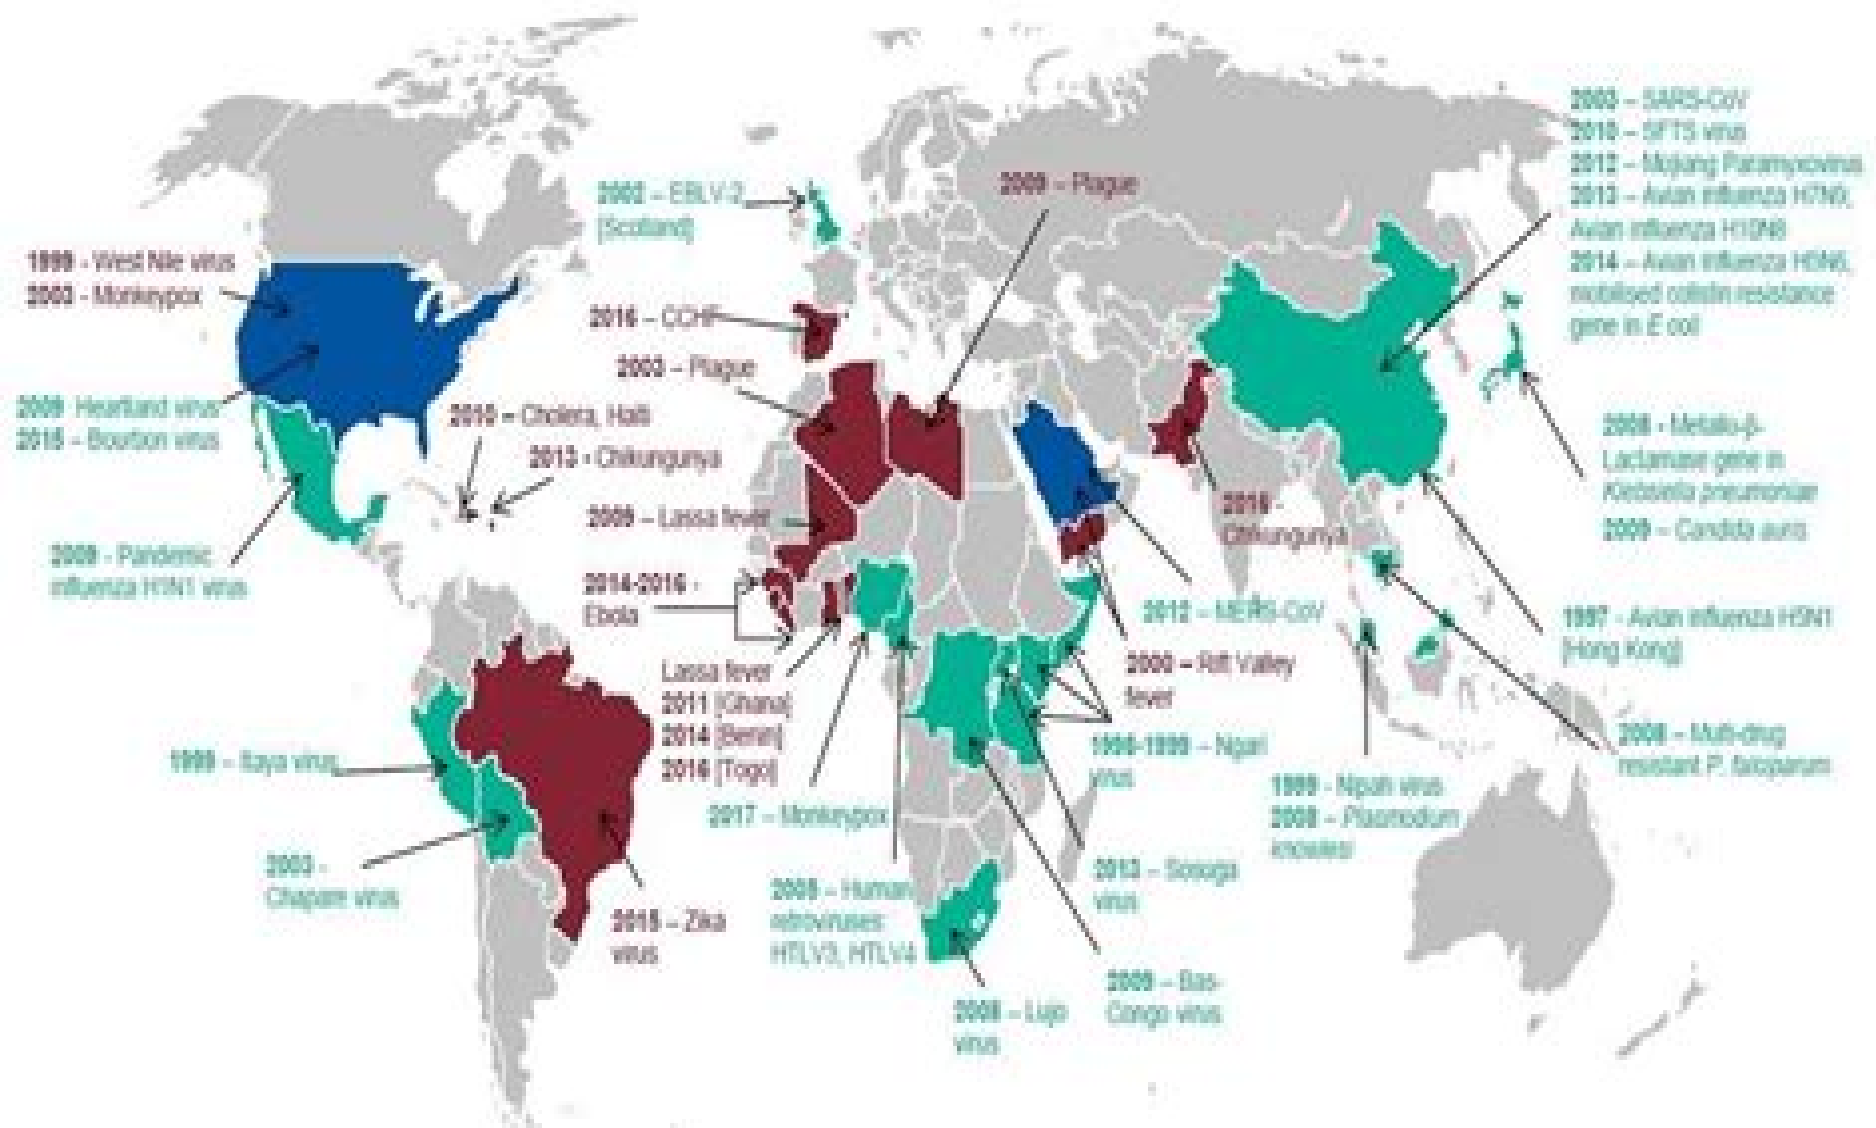 1999 - West Nile virus
2003 - Monkeypox
2009 Heartland virus
2015 – Bourbon virus
2009 - Pandemic
influenza H1N1 virus
2002 – EBLV-2
[Scotland]
2009 – Plague
2016 – CCHF
2003 – Plague
2010 – Cholera, Haiti
2013 - Chikungunya
2009 – Lassa fever
2014-2016 -
Ebola
Lassa fever
2011 [Ghana]
2014 [Benin]
2016 [Togo]
1999 – Itaya virus
2003 -
Chapare virus
2015 – Zika
virus
2017 – Monkeypox
2005 – Human
retroviruses
HTLV3, HTLV4
2008 – Lujo
virus
2009 – Bas-
Congo virus
2012 – Sosuga
virus
– Ngari
virus
2000 – Rift Valley
fever
2012 – MERS-CoV
2016 -
Chikungunya
2003 – SARS-CoV
2010 – SFTS virus
2012 – Mojiang Paramyxovirus
2013 – Avian influenza H7N9,
Avian influenza H10N8
2014 – Avian influenza H5N6,
mobilised colistin resistance
gene in E coli
2008 - Metallo-β-
Lactamase gene in
Klebsiella pneumoniae
2009 – Candida auris
1997 - Avian influenza H5N1
[Hong Kong]
2008 – Multi-drug
resistant P. falciparum
1999 - Nipah virus
2008 – Plasmodium
knowlesi